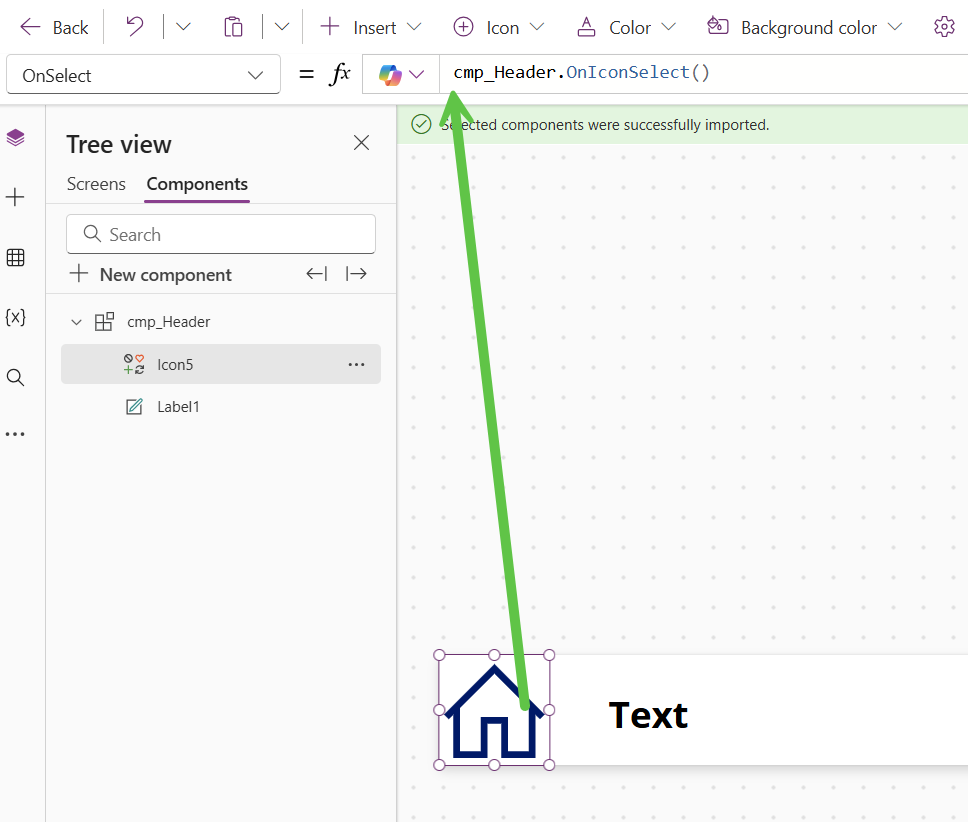 Back Insert Icon Color Background color
OnSelect = fx cmp_Header.OnIconSelect()
Selected components were successfully imported.
Tree view
Screens Components
Search
New component
cmp_Header
Icon5
Label1
Text